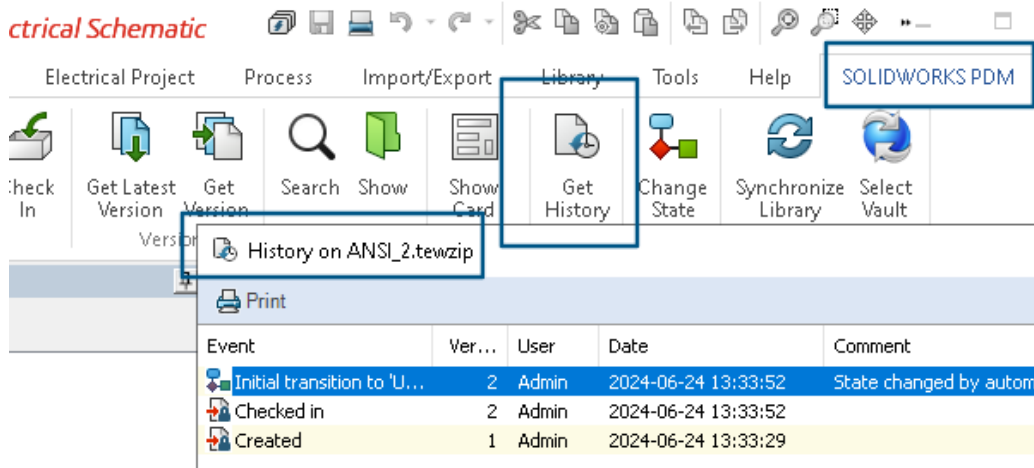 ctrical Schematic
Electrical Project Process Import/Export Library Tools Help SOLIDWORKS PDM
Check In
Get Latest Version
Get Version
Search
Show
Show Card
Get History
Change State
Synchronize Library
Select Vault
Versio
History on ANSI_2.tewzip
Print
Event Ver... User Date Comment
Initial transition to 'U... 2 Admin 2024-06-24 13:33:52 State changed by autom
Checked in 2 Admin 2024-06-24 13:33:52
Created 1 Admin 2024-06-24 13:33:29